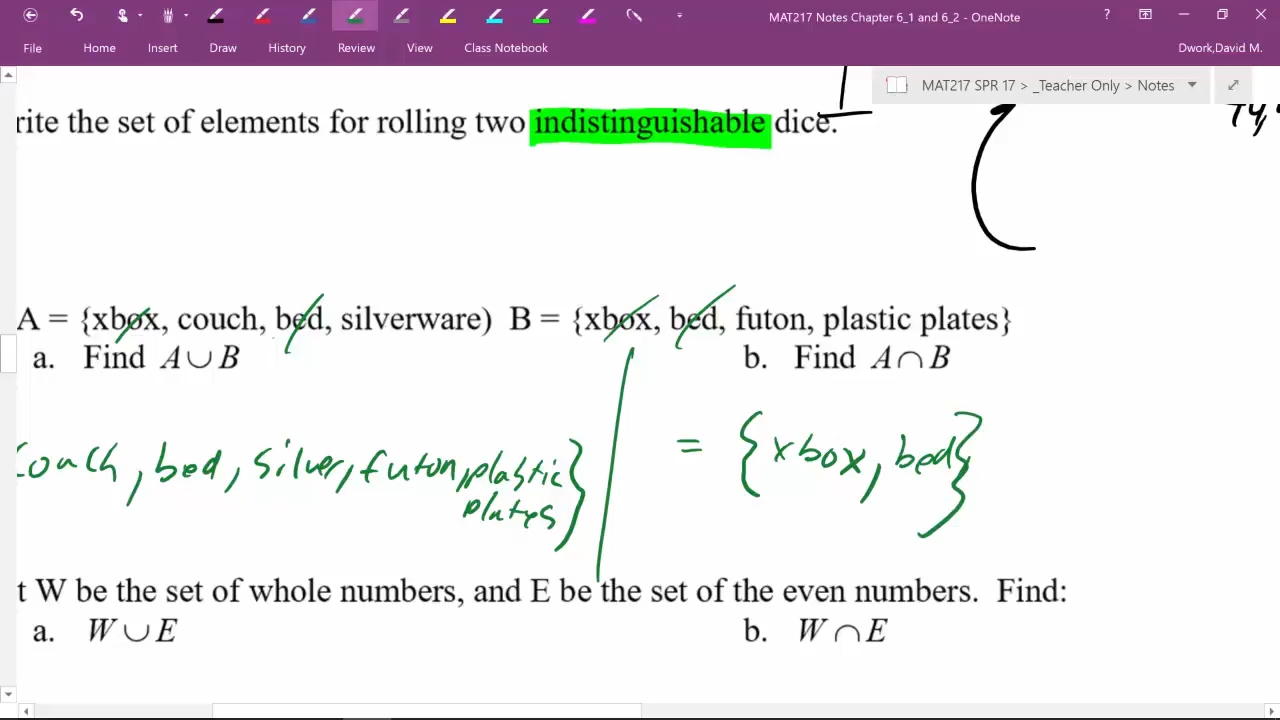 MAT217 Notes Chapter 6_1 and 6_2 - OneNote
?
File Home Insert Draw History Review View Class Notebook
Dwork,David M.
MAT217 SPR 17 > _Teacher Only > Notes
rite the set of elements for rolling two indistinguishable dice.
A = {xbox, couch, bed, silverware) B = {xbox, bed, futon, plastic plates}
a. Find A∪B b. Find A∩B
couch, bed, silver, futon, plastic plates}
= {xbox, bed}
t W be the set of whole numbers, and E be the set of the even numbers. Find:
a. W∪E b. W∩E